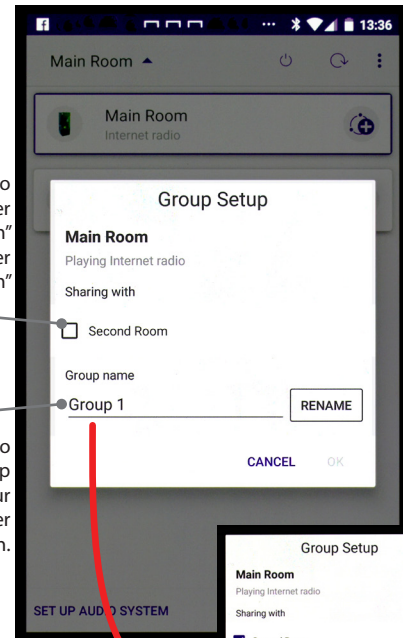 13:36
Main Room
Main Room
Internet radio
Group Setup
Main Room
Playing Internet radio
Sharing with
Second Room
Group name
Group 1
RENAME
CANCEL
OK
SET UP AUDIO SYSTEM
Group Setup
Main Room
Playing Internet radio
Sharing with